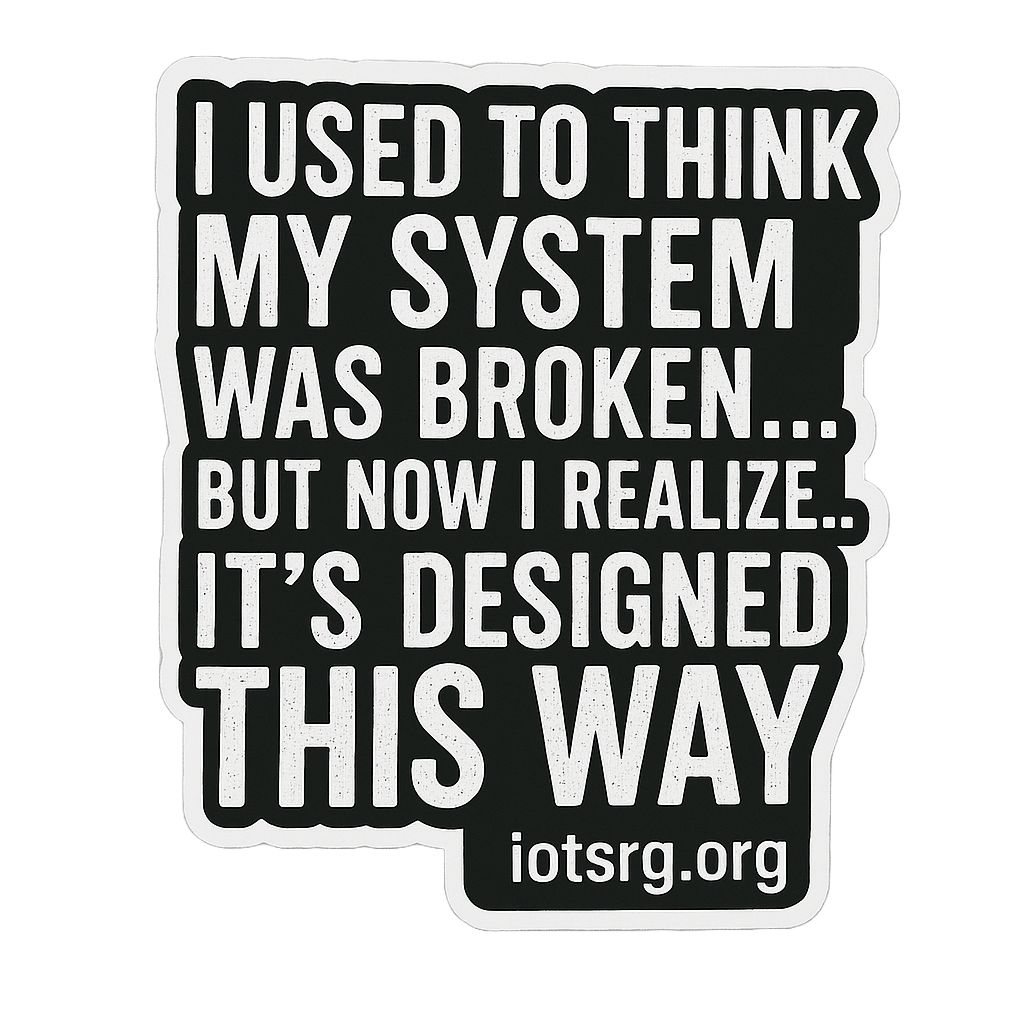 I USED TO THINK
MY SYSTEM
WAS BROKEN...
BUT NOW I REALIZE..
IT'S DESIGNED
THIS WAY
iotsrg.org